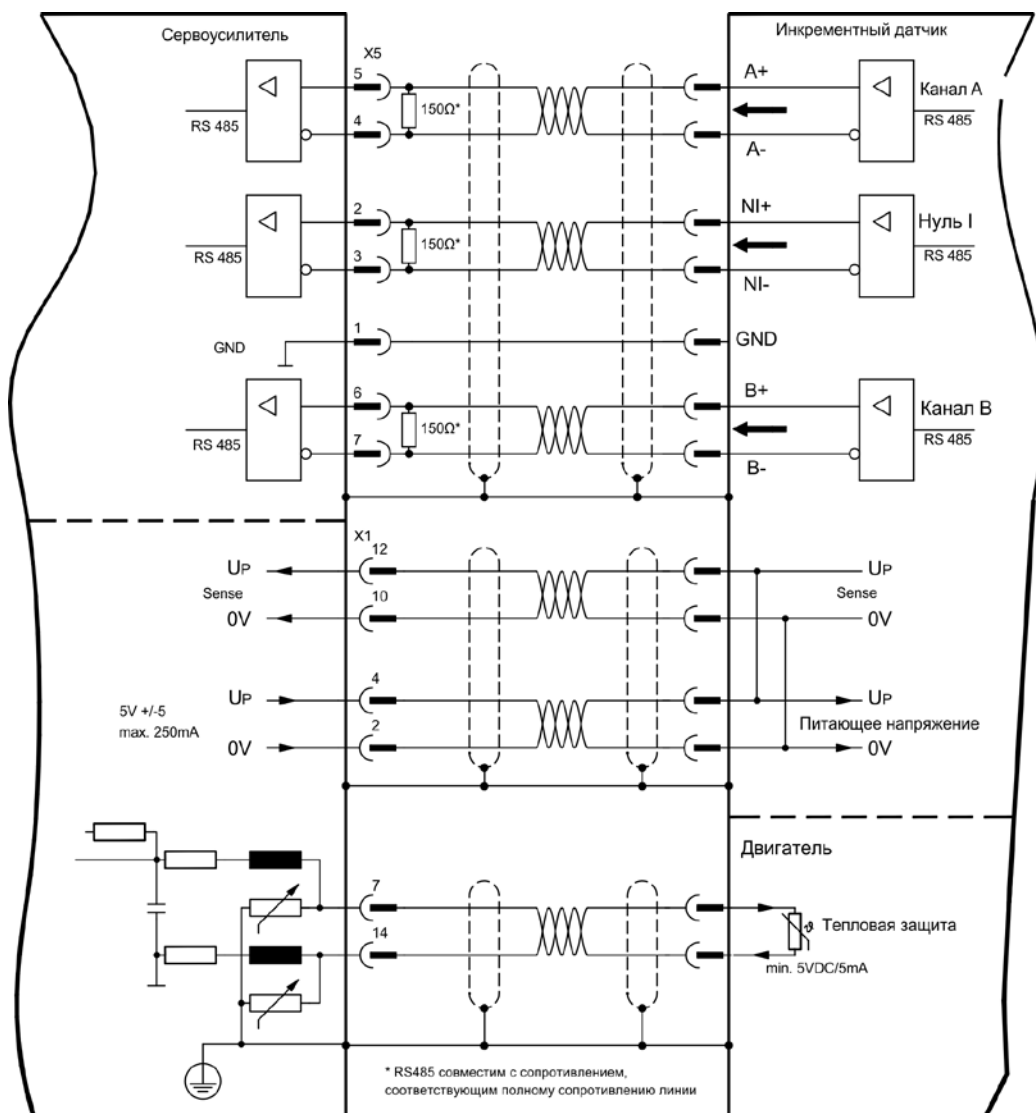 Сервоусилитель
Инкрементный датчик
X5
5
A+
Канал A
RS 485
150Ω*
RS 485
4
A-
2
NI+
Нуль I
RS 485
150Ω*
RS 485
3
NI-
1
GND
GND
6
B+
Канал B
RS 485
150Ω*
RS 485
7
B-
X1
12
UP
UP
Sense
Sense
10
0V
0V
4
UP
UP
5V +/-5
max. 250mA
Питающее напряжение
2
0V
0V
Двигатель
7
ϑ Тепловая защита
14
min. 5VDC/5mA
* RS485 совместим с сопротивлением,
соответствующим полному сопротивлению линии